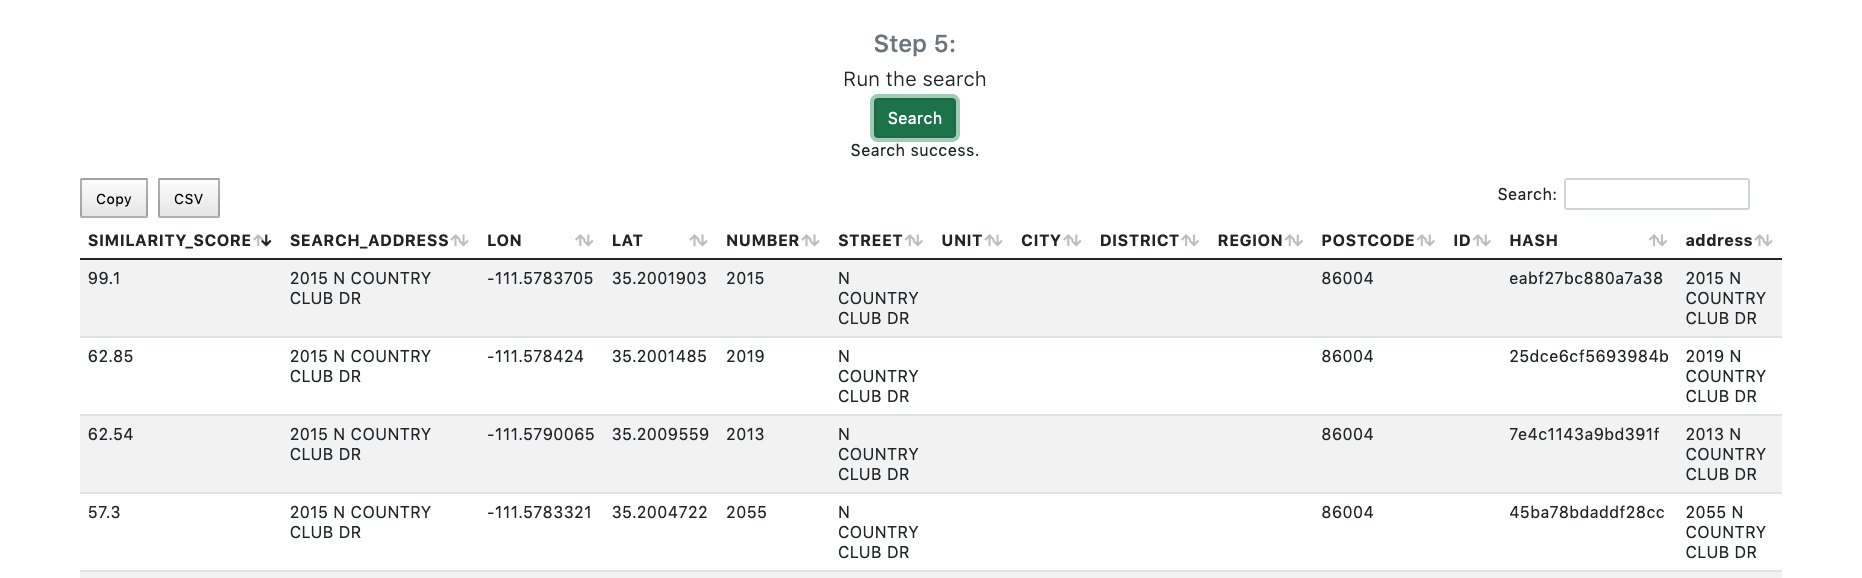 Step 5:
Run the search
Search
Search success.
Copy CSV Search:
SIMILARITY_SCORE SEARCH_ADDRESS LON LAT NUMBER STREET UNIT CITY DISTRICT REGION POSTCODE ID HASH address
99.1 2015 N COUNTRY -111.5783705 35.2001903 2015 N 86004 eabf27bc880a7a38 2015 N
CLUB DR COUNTRY COUNTRY
CLUB DR CLUB DR
62.85 2015 N COUNTRY -111.578424 35.2001485 2019 N 86004 25dce6cf5693984b 2019 N
CLUB DR COUNTRY COUNTRY
CLUB DR CLUB DR
62.54 2015 N COUNTRY -111.5790065 35.2009559 2013 N 86004 7e4c1143a9bd391f 2013 N
CLUB DR COUNTRY COUNTRY
CLUB DR CLUB DR
57.3 2015 N COUNTRY -111.5783321 35.2004722 2055 N 86004 45ba78bdaddf28cc 2055 N
CLUB DR COUNTRY COUNTRY
CLUB DR CLUB DR